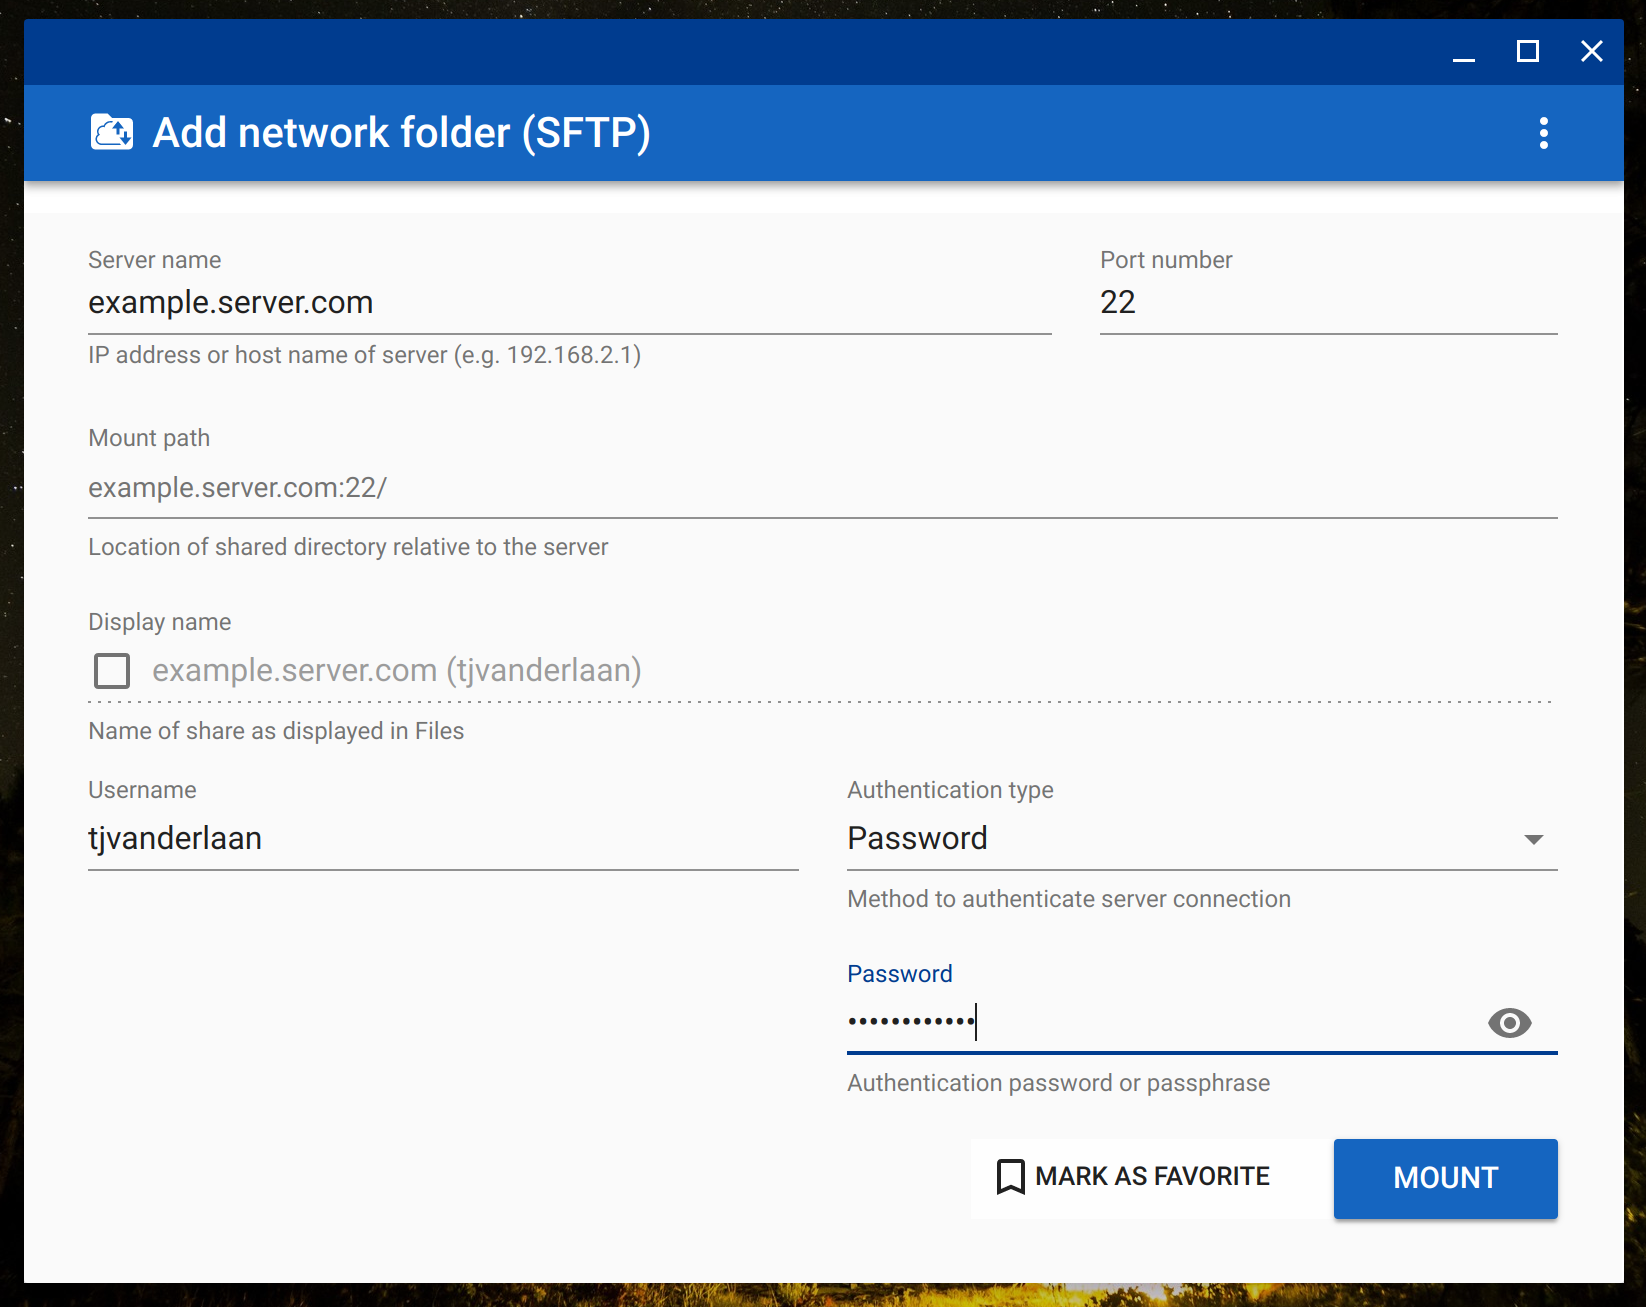 Add network folder (SFTP)
Server name
Port number
example.server.com
22
IP address or host name of server (e.g. 192.168.2.1)
Mount path
example.server.com:22/
Location of shared directory relative to the server
Display name
example.server.com (tjvanderlaan)
Name of share as displayed in Files
Username
Authentication type
tjvanderlaan
Password
Method to authenticate server connection
Password
••••••••••••
Authentication password or passphrase
MARK AS FAVORITE
MOUNT